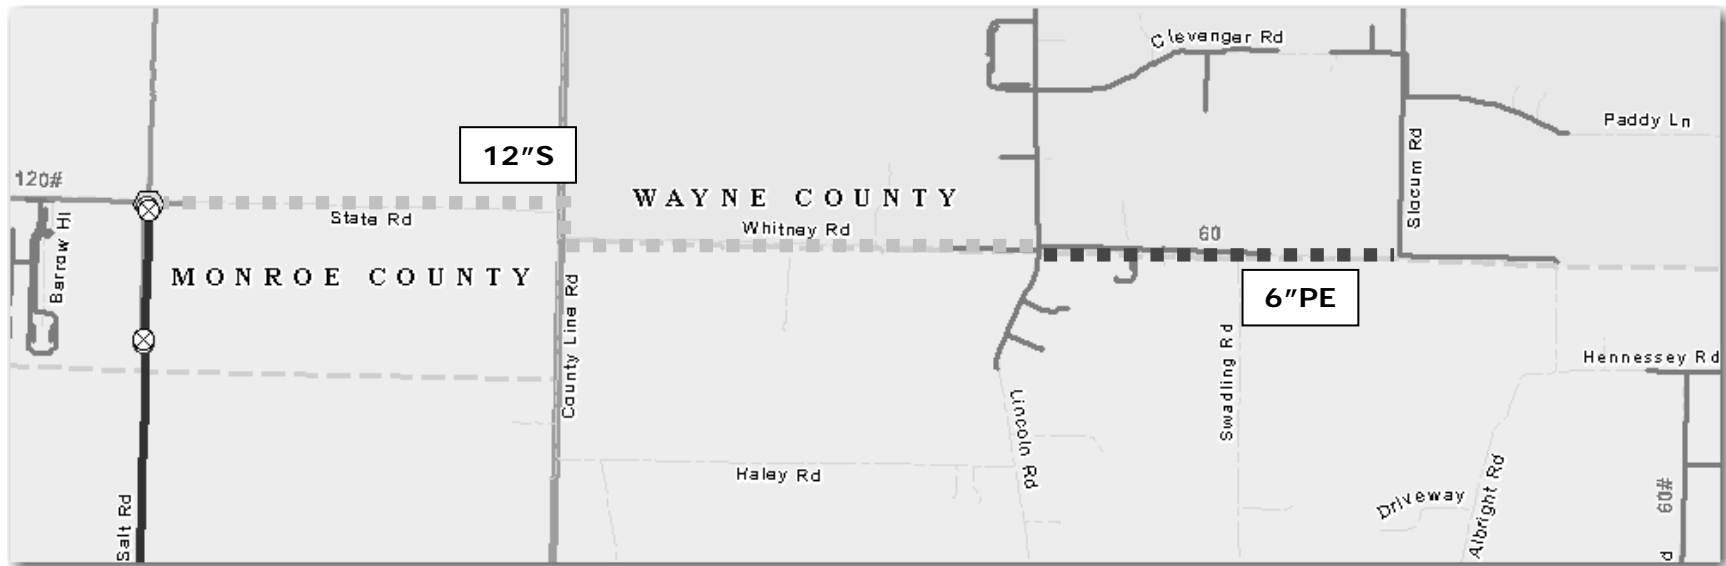 Clevenger Rd
Paddy Ln
Slocum Rd
12"S
120#
WAYNE COUNTY
State Rd
Whitney Rd
60
Barrow Hi
MONROE COUNTY
County Line Rd
6"PE
Swadling Rd
Hennessey Rd
Lincoln Rd
Haley Rd
Driveway
Albright Rd
60#
Salt Rd
d